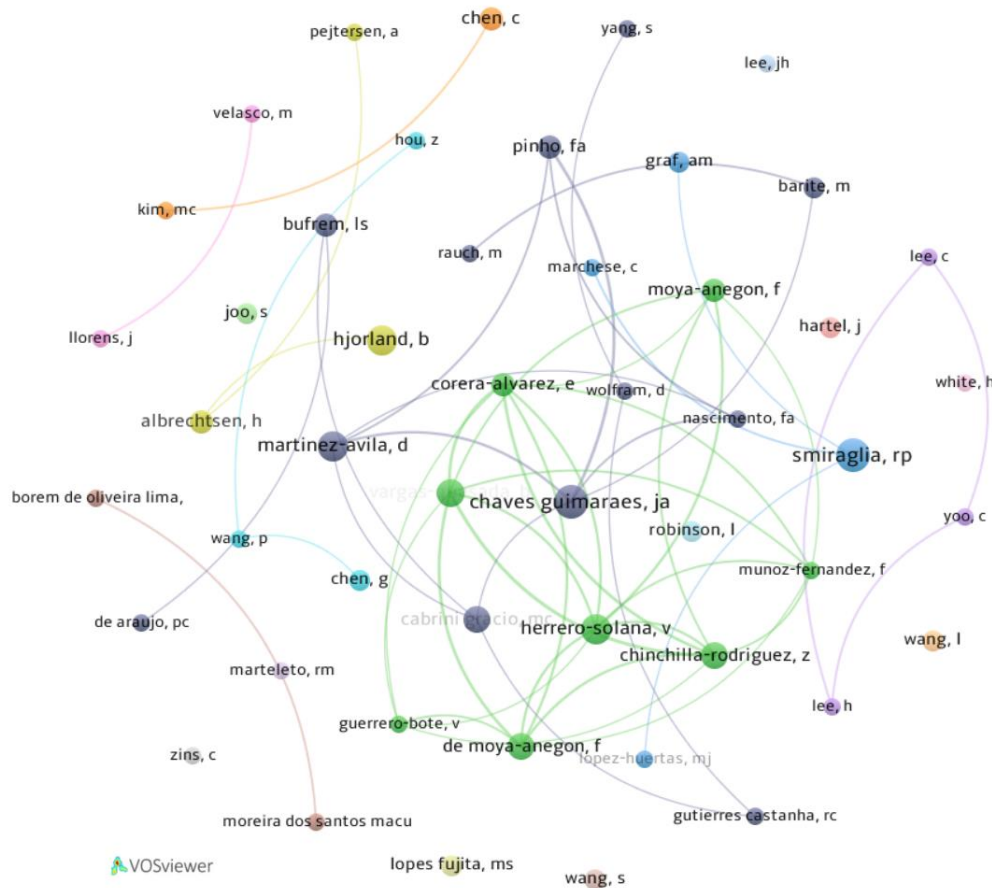 chen, c
pejtersen, a
yang, s
lee, jh
velasco, m
hou, z
pinho, fa
graf, am
barite, m
kim, mc
bufrem, ls
rauch, m
marchese, c
lee, c
moya-anegon, f
joo, s
hartel, j
llorens, j
hjorland, b
corera-alvarez, e
wolfram, d
white, h
nascimento, fa
albrechtsen, h
martinez-avila, d
smiraglia, rp
borem de oliveira lima,
chaves guimaraes, ja
yoo, c
robinson, l
wang, p
munoz-fernandez, f
chen, g
cabrini gracio, mc
de araujo, pc
herrero-solana, v
wang, l
chinchilla-rodriguez, z
marteleto, rm
lee, h
guerrero-bote, v
de moya-anegon, f
zins, c
lopez-huertas, mj
moreira dos santos macu
gutierres castanha, rc
VOSviewer
lopes fujita, ms
wang, s